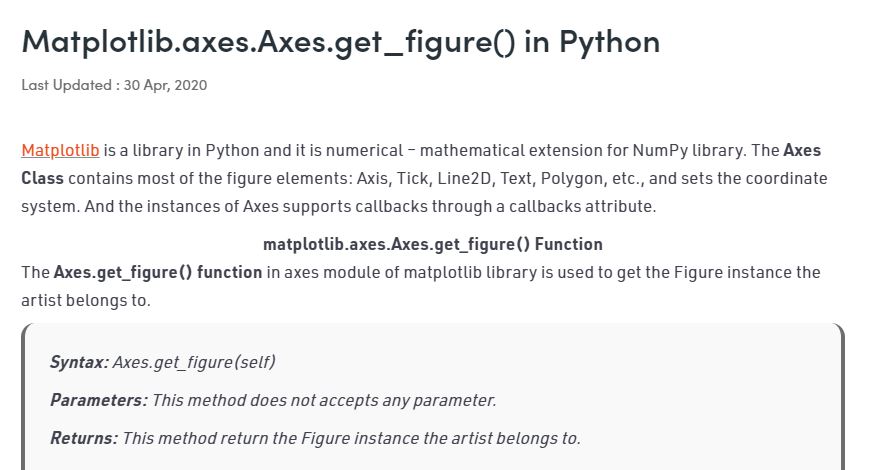 Matplotlib.axes.Axes.get_figure() in Python
Last Updated : 30 Apr, 2020
Matplotlib is a library in Python and it is numerical – mathematical extension for NumPy library. The Axes
Class contains most of the figure elements: Axis, Tick, Line2D, Text, Polygon, etc., and sets the coordinate
system. And the instances of Axes supports callbacks through a callbacks attribute.
matplotlib.axes.Axes.get_figure() Function
The Axes.get_figure() function in axes module of matplotlib library is used to get the Figure instance the
artist belongs to.
Syntax: Axes.get_figure(self)
Parameters: This method does not accepts any parameter.
Returns: This method return the Figure instance the artist belongs to.